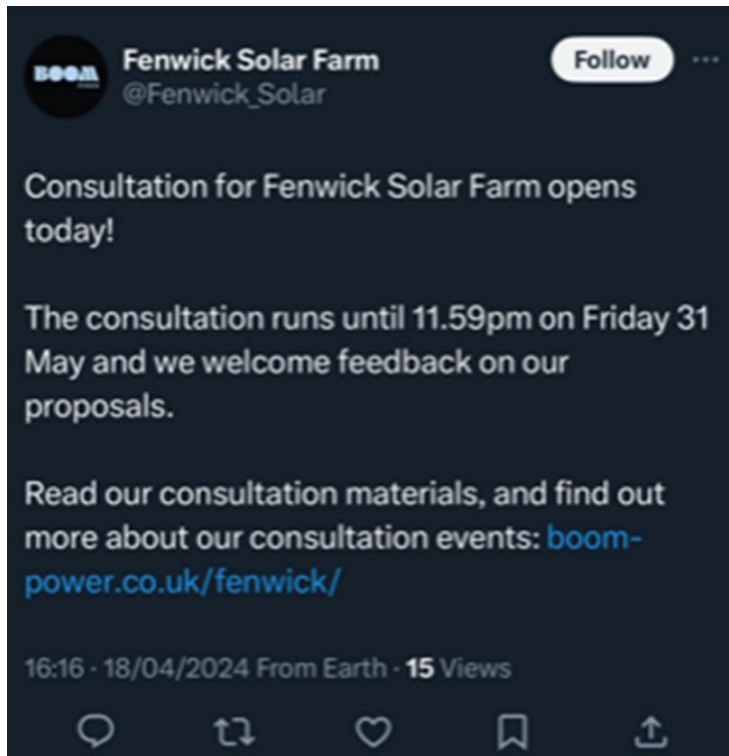 BOOM
Fenwick Solar Farm
Follow
@Fenwick_Solar
Consultation for Fenwick Solar Farm opens
today!
The consultation runs until 11.59pm on Friday 31
May and we welcome feedback on our
proposals.
Read our consultation materials, and find out
more about our consultation events: boom-
power.co.uk/fenwick/
16:16 · 18/04/2024 From Earth · 15 Views